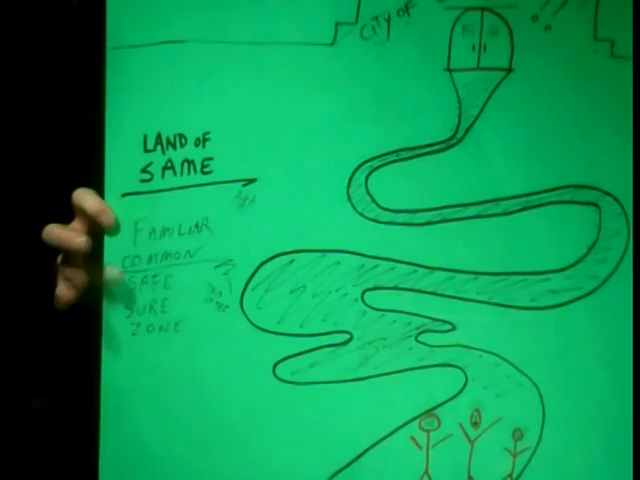 CITY OF
LAND OF
SAME
FAMILIAR
COMMON
SAFE
SURE
ZONE